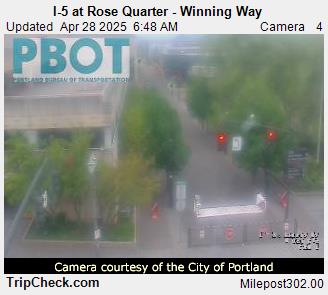 I-5 at Rose Quarter - Winning Way
Updated Apr 28 2025 6:48 AM Camera 4
PBOT
PORTLAND BUREAU OF TRANSPORTATION
Camera courtesy of the City of Portland
TripCheck.com Milepost302.00